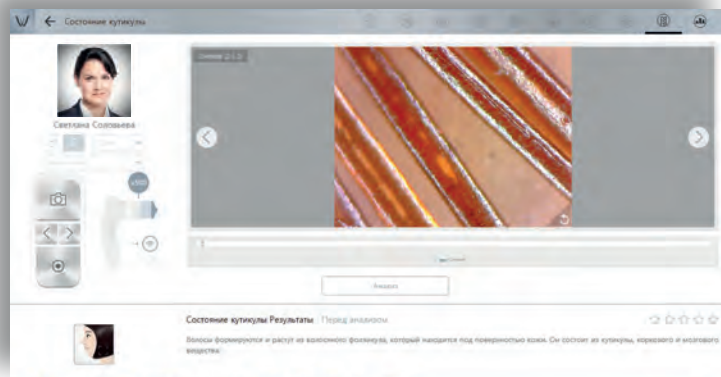 Состояние кутикулы
Светлана Соловьева
x500
Анализ
Состояние кутикулы Результаты Перед анализом
Волосы формируются и растут из волосяного фолликула, который находится под поверхностью кожи. Он состоит из кутикулы, коркового и мозгового
вещества.